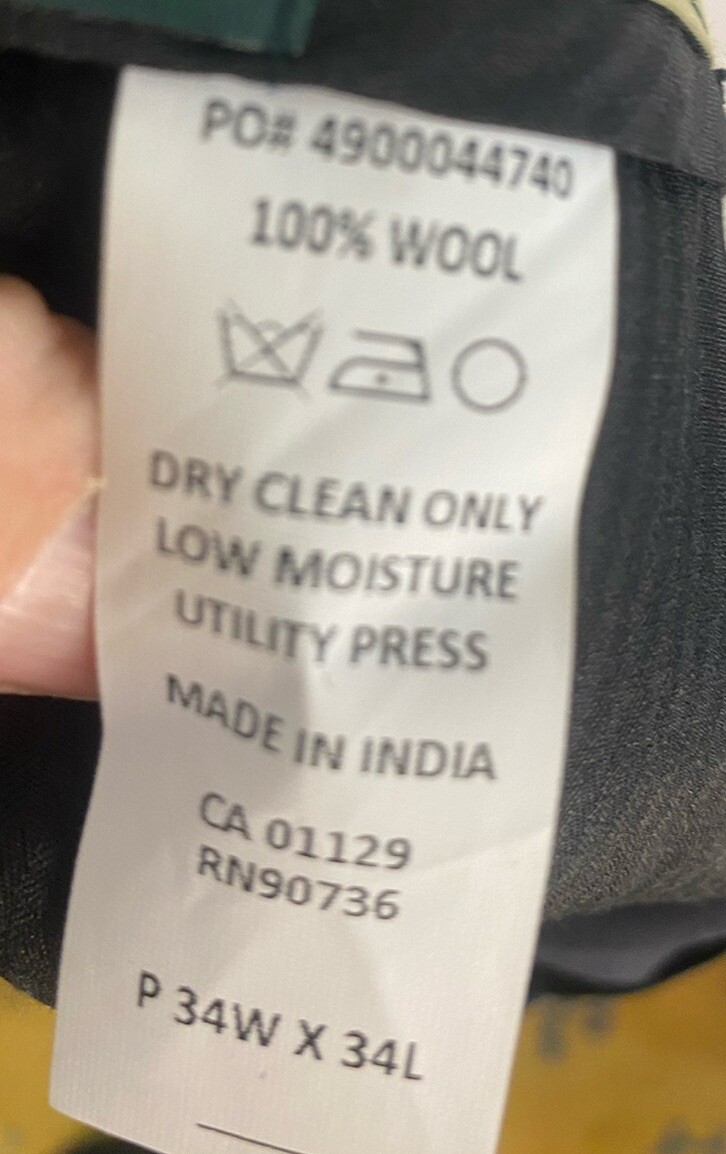 PO# 4900044740
100% WOOL
DRY CLEAN ONLY
LOW MOISTURE
UTILITY PRESS
MADE IN INDIA
CA 01129
RN90736
P 34W X 34L